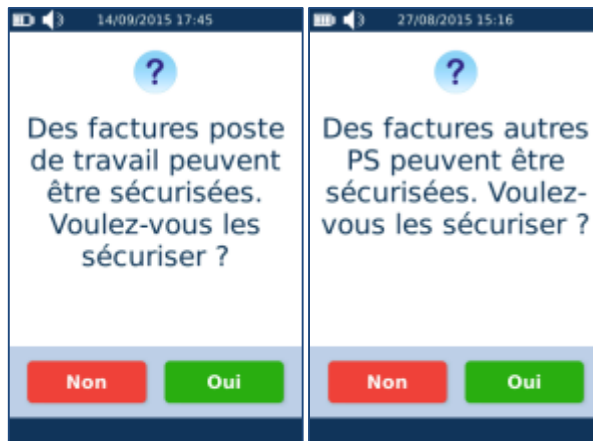 14/09/2015 17:45
?
Des factures poste
de travail peuvent
être sécurisées.
Voulez-vous les
sécuriser ?
Non
Oui
27/08/2015 15:16
?
Des factures autres
PS peuvent être
sécurisées. Voulez-
vous les sécuriser ?
Non
Oui